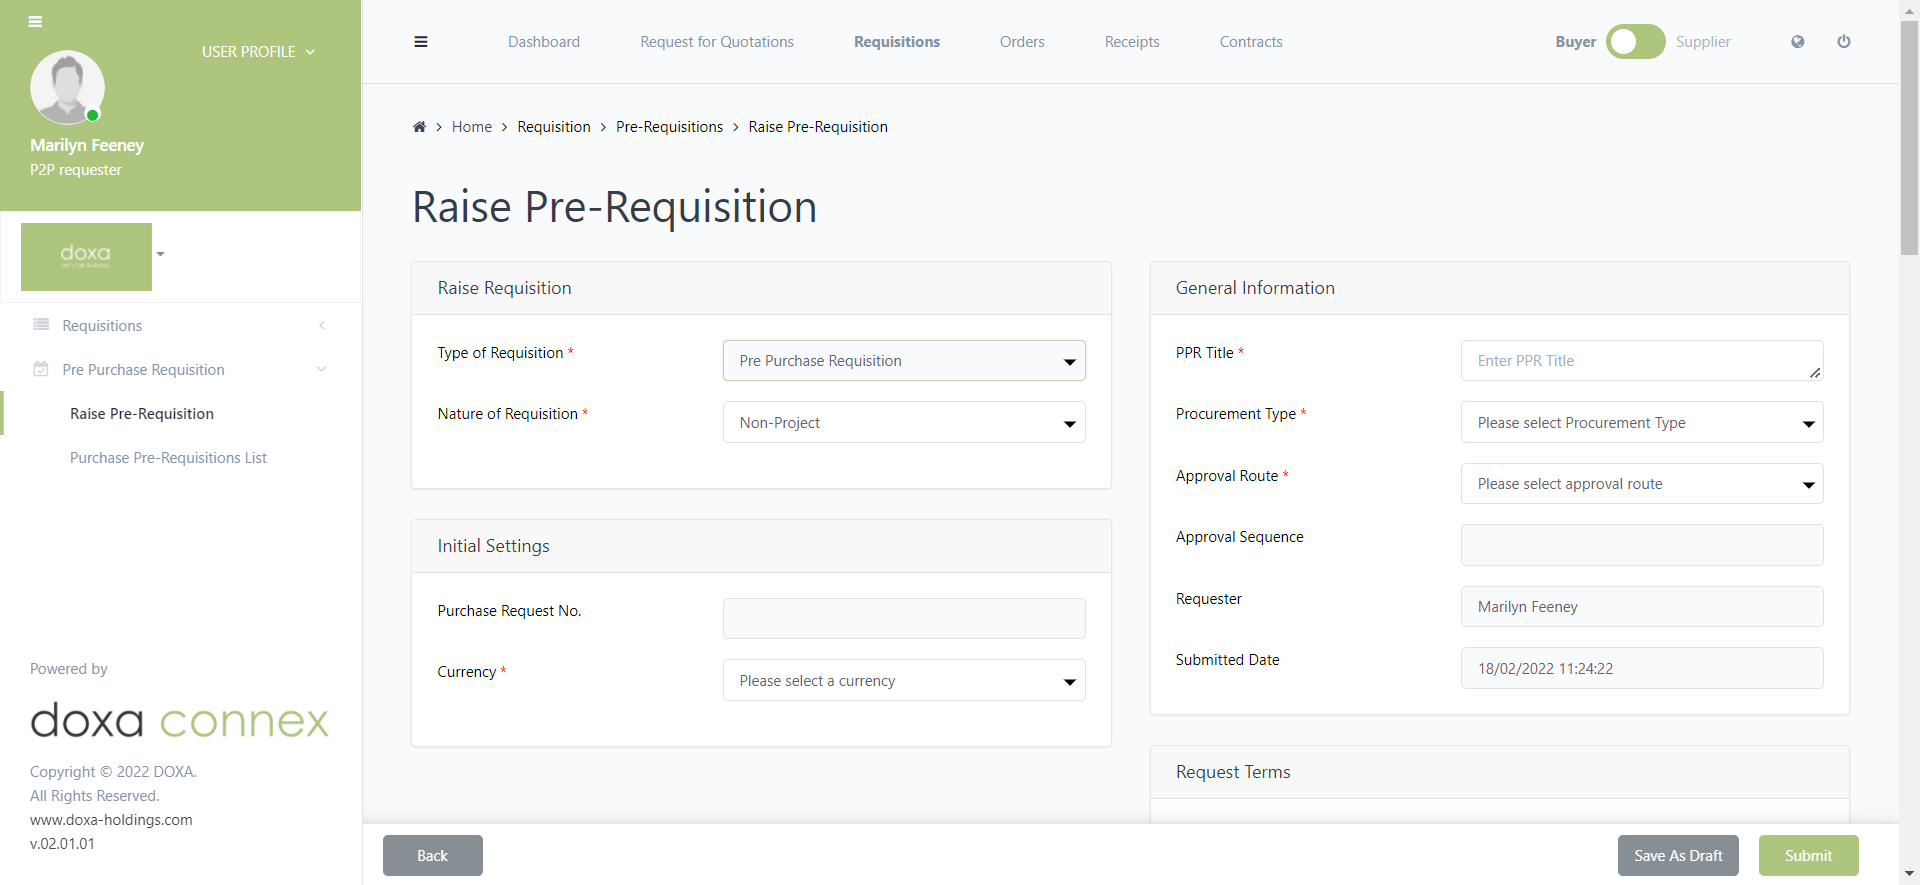 USER PROFILE
Marilyn Feeney
P2P requester
doxa
Let's Talk Business
Requisitions
Pre Purchase Requisition
Raise Pre-Requisition
Purchase Pre-Requisitions List
Powered by
doxa connex
Copyright © 2022 DOXA.
All Rights Reserved.
www.doxa-holdings.com
v.02.01.01
Dashboard
Request for Quotations
Requisitions
Orders
Receipts
Contracts
Buyer
Supplier
Home > Requisition > Pre-Requisitions > Raise Pre-Requisition
Raise Pre-Requisition
Raise Requisition
Type of Requisition *
Pre Purchase Requisition
Nature of Requisition *
Non-Project
Initial Settings
Purchase Request No.
Currency *
Please select a currency
General Information
PPR Title *
Enter PPR Title
Procurement Type *
Please select Procurement Type
Approval Route *
Please select approval route
Approval Sequence
Requester
Marilyn Feeney
Submitted Date
18/02/2022 11:24:22
Request Terms
Back
Save As Draft
Submit